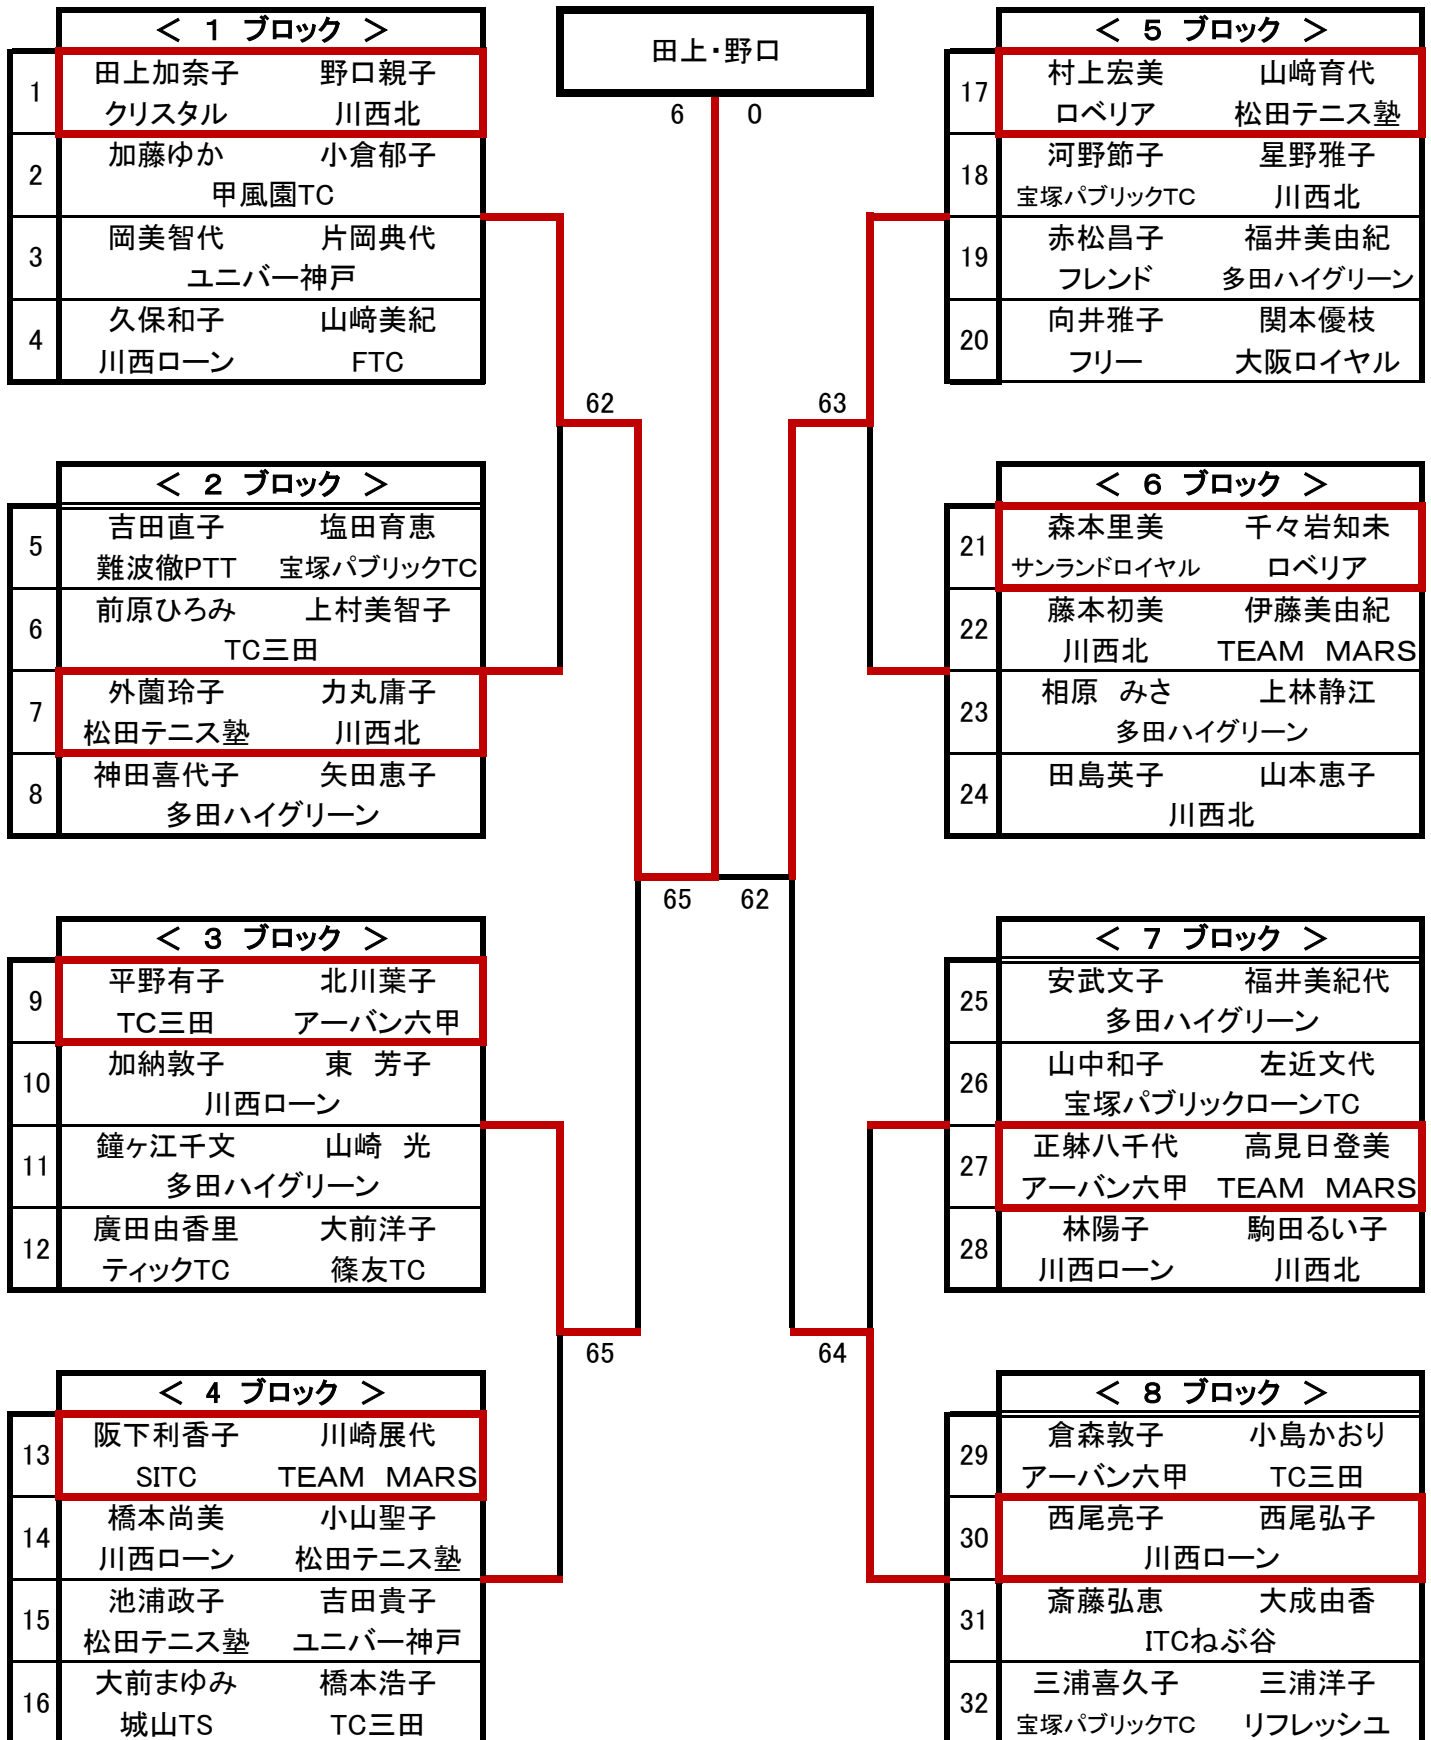 田上・野口
6 0
＜ 1 ブロック ＞
1
田上加奈子 野口親子
クリスタル 川西北
2
加藤ゆか 小倉郁子
甲風園TC
3
岡美智代 片岡典代
ユニバー神戸
4
久保和子 山﨑美紀
川西ローン FTC
62
＜ 2 ブロック ＞
5
吉田直子 塩田育恵
難波徹PTT 宝塚パブリックTC
6
前原ひろみ 上村美智子
TC三田
7
外薗玲子 力丸庸子
松田テニス塾 川西北
8
神田喜代子 矢田恵子
多田ハイグリーン
65 62
＜ 3 ブロック ＞
9
平野有子 北川葉子
TC三田 アーバン六甲
10
加納敦子 東 芳子
川西ローン
11
鐘ヶ江千文 山崎 光
多田ハイグリーン
12
廣田由香里 大前洋子
ティックTC 篠友TC
65
＜ 4 ブロック ＞
13
阪下利香子 川崎展代
SITC TEAM MARS
14
橋本尚美 小山聖子
川西ローン 松田テニス塾
15
池浦政子 吉田貴子
松田テニス塾 ユニバー神戸
16
大前まゆみ 橋本浩子
城山TS TC三田
＜ 5 ブロック ＞
17
村上宏美 山﨑育代
ロベリア 松田テニス塾
18
河野節子 星野雅子
宝塚パブリックTC 川西北
19
赤松昌子 福井美由紀
フレンド 多田ハイグリーン
20
向井雅子 関本優枝
フリー 大阪ロイヤル
63
＜ 6 ブロック ＞
21
森本里美 千々岩知未
サンランドロイヤル ロベリア
22
藤本初美 伊藤美由紀
川西北 TEAM MARS
23
相原 みさ 上林静江
多田ハイグリーン
24
田島英子 山本恵子
川西北
＜ 7 ブロック ＞
25
安武文子 福井美紀代
多田ハイグリーン
26
山中和子 左近文代
宝塚パブリックローンTC
27
正躰八千代 高見日登美
アーバン六甲 TEAM MARS
28
林陽子 駒田るい子
川西ローン 川西北
64
＜ 8 ブロック ＞
29
倉森敦子 小島かおり
アーバン六甲 TC三田
30
西尾亮子 西尾弘子
川西ローン
31
斎藤弘恵 大成由香
ITCねぶ谷
32
三浦喜久子 三浦洋子
宝塚パブリックTC リフレッシユ